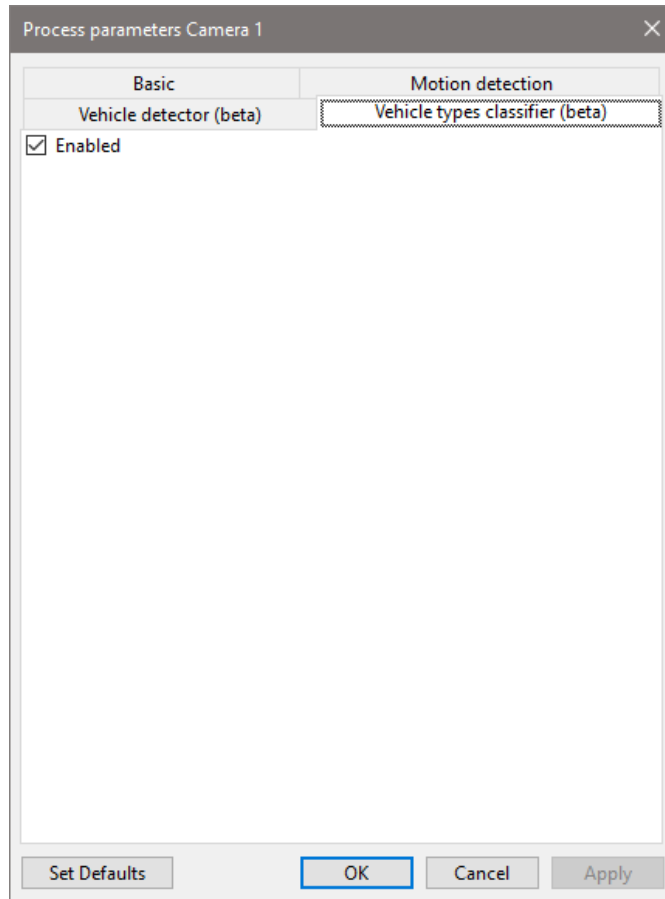 Process parameters Camera 1
Basic Motion detection
Vehicle detector (beta) Vehicle types classifier (beta)
Enabled
Set Defaults OK Cancel Apply